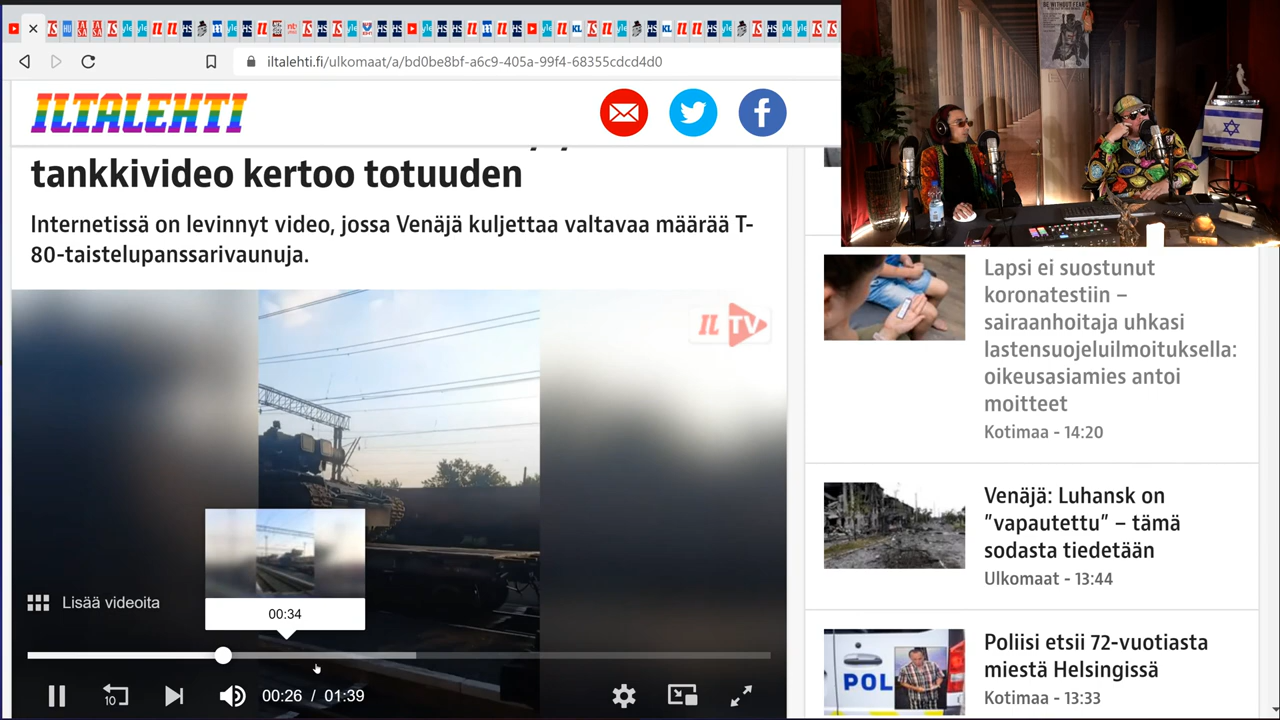 iltalehti.fi/ulkomaat/a/bd0be8bf-a6c9-405a-99f4-68355cdcd4d0
ILTALEHTI
tankkivideo kertoo totuuden
Internetissä on levinnyt video, jossa Venäjä kuljettaa valtavaa määrää T-
80-taistelupanssarivaunuja.
IL TV
Lisää videoita
00:34
10
00:26 / 01:39
Lapsi ei suostunut
koronatestiin –
sairaanhoitaja uhkasi
lastensuojeluilmoituksella:
oikeusasiamies antoi
moitteet
Kotimaa - 14:20
Venäjä: Luhansk on
”vapautettu” – tämä
sodasta tiedetään
Ulkomaat - 13:44
POL
Poliisi etsii 72-vuotiasta
miestä Helsingissä
Kotimaa - 13:33